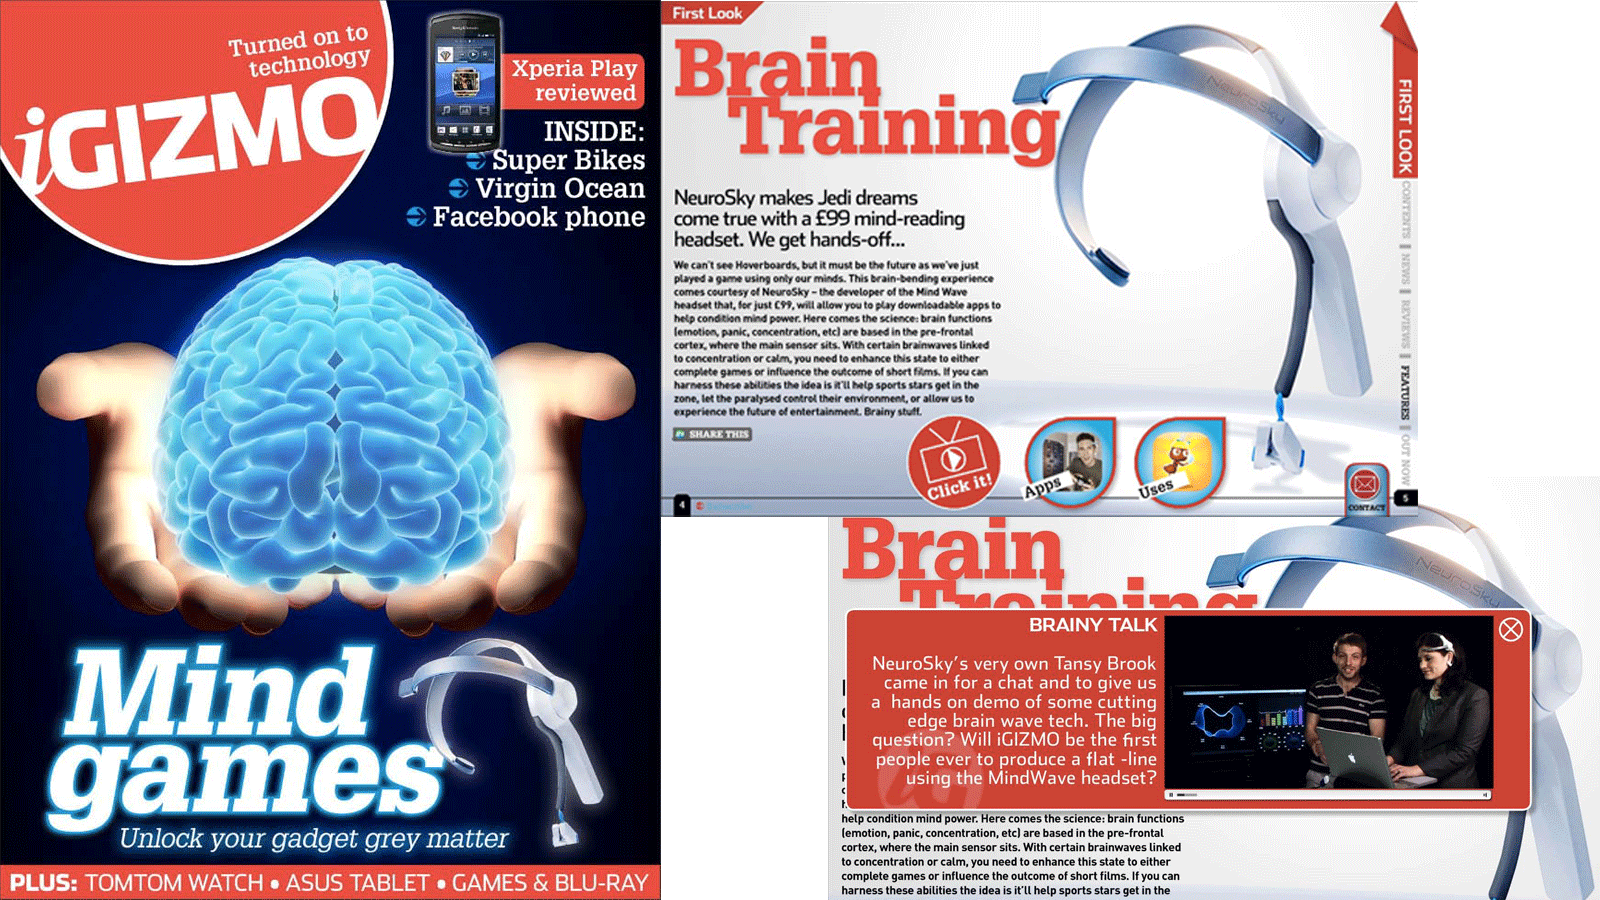 Turned on to
technology
iGIZMO
Xperia Play
reviewed
INSIDE:
Super Bikes
Virgin Ocean
Facebook phone
Mind
games
Unlock your gadget grey matter
PLUS: TOMTOM WATCH • ASUS TABLET • GAMES & BLU-RAY
First Look
Brain
Training
NeuroSky
NeuroSky makes Jedi dreams
come true with a £99 mind-reading
headset. We get hands-off...
We can't see Hoverboards, but it must be the future as we've just
played a game using only our minds. This brain-bending experience
comes courtesy of NeuroSky – the developer of the Mind Wave
headset that, for just £99, will allow you to play downloadable apps to
help condition mind power. Here comes the science: brain functions
(emotion, panic, concentration, etc) are based in the pre-frontal
cortex, where the main sensor sits. With certain brainwaves linked
to concentration or calm, you need to enhance this state to either
complete games or influence the outcome of short films. If you can
harness these abilities the idea is it'll help sports stars get in the
zone, let the paralysed control their environment, or allow us to
experience the future of entertainment. Brainy stuff.
SHARE THIS
Click it!
Apps
Uses
FIRST LOOK
CONTENTS
NEWS
REVIEWS
FEATURES
OUT NOW
CONTACT
4
5
Brain
Training
NeuroSky
BRAINY TALK
NeuroSky's very own Tansy Brook
came in for a chat and to give us
a hands on demo of some cutting
edge brain wave tech. The big
question? Will iGIZMO be the first
people ever to produce a flat -line
using the MindWave headset?
help condition mind power. Here comes the science: brain functions
(emotion, panic, concentration, etc) are based in the pre-frontal
cortex, where the main sensor sits. With certain brainwaves linked
to concentration or calm, you need to enhance this state to either
complete games or influence the outcome of short films. If you can
harness these abilities the idea is it'll help sports stars get in the